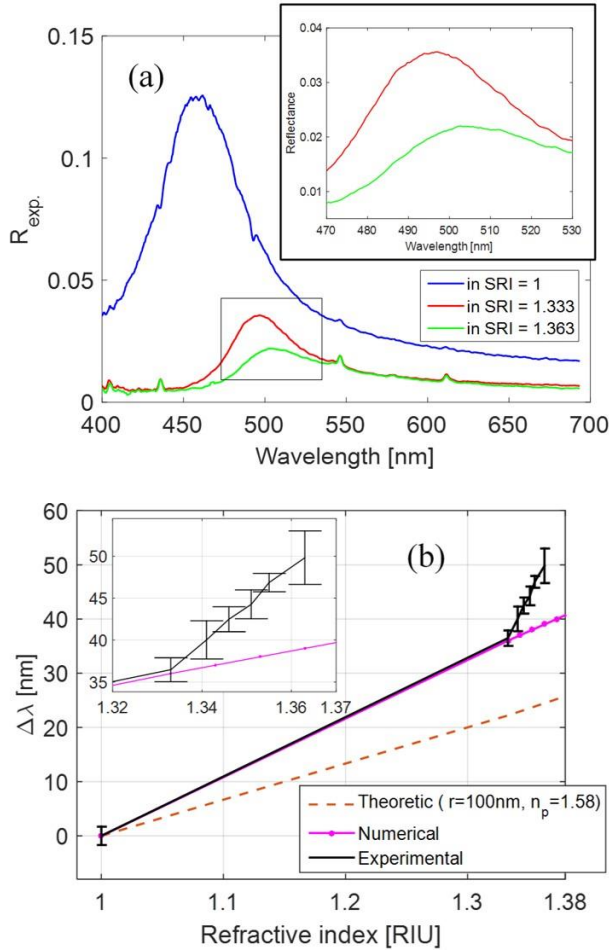 (a)
0.15
0.1
0.05
0
R_exp.
400 450 500 550 600 650 700
Wavelength [nm]
0.04
0.03
0.02
0.01
Reflectance
470 480 490 500 510 520 530
Wavelength [nm]
in SRI = 1
in SRI = 1.333
in SRI = 1.363
(b)
60
50
40
30
20
10
0
Δλ [nm]
1 1.1 1.2 1.3 1.38
Refractive index [RIU]
50
45
40
35
1.32 1.34 1.36 1.37
Theoretic ( r=100nm, n_p=1.58)
Numerical
Experimental